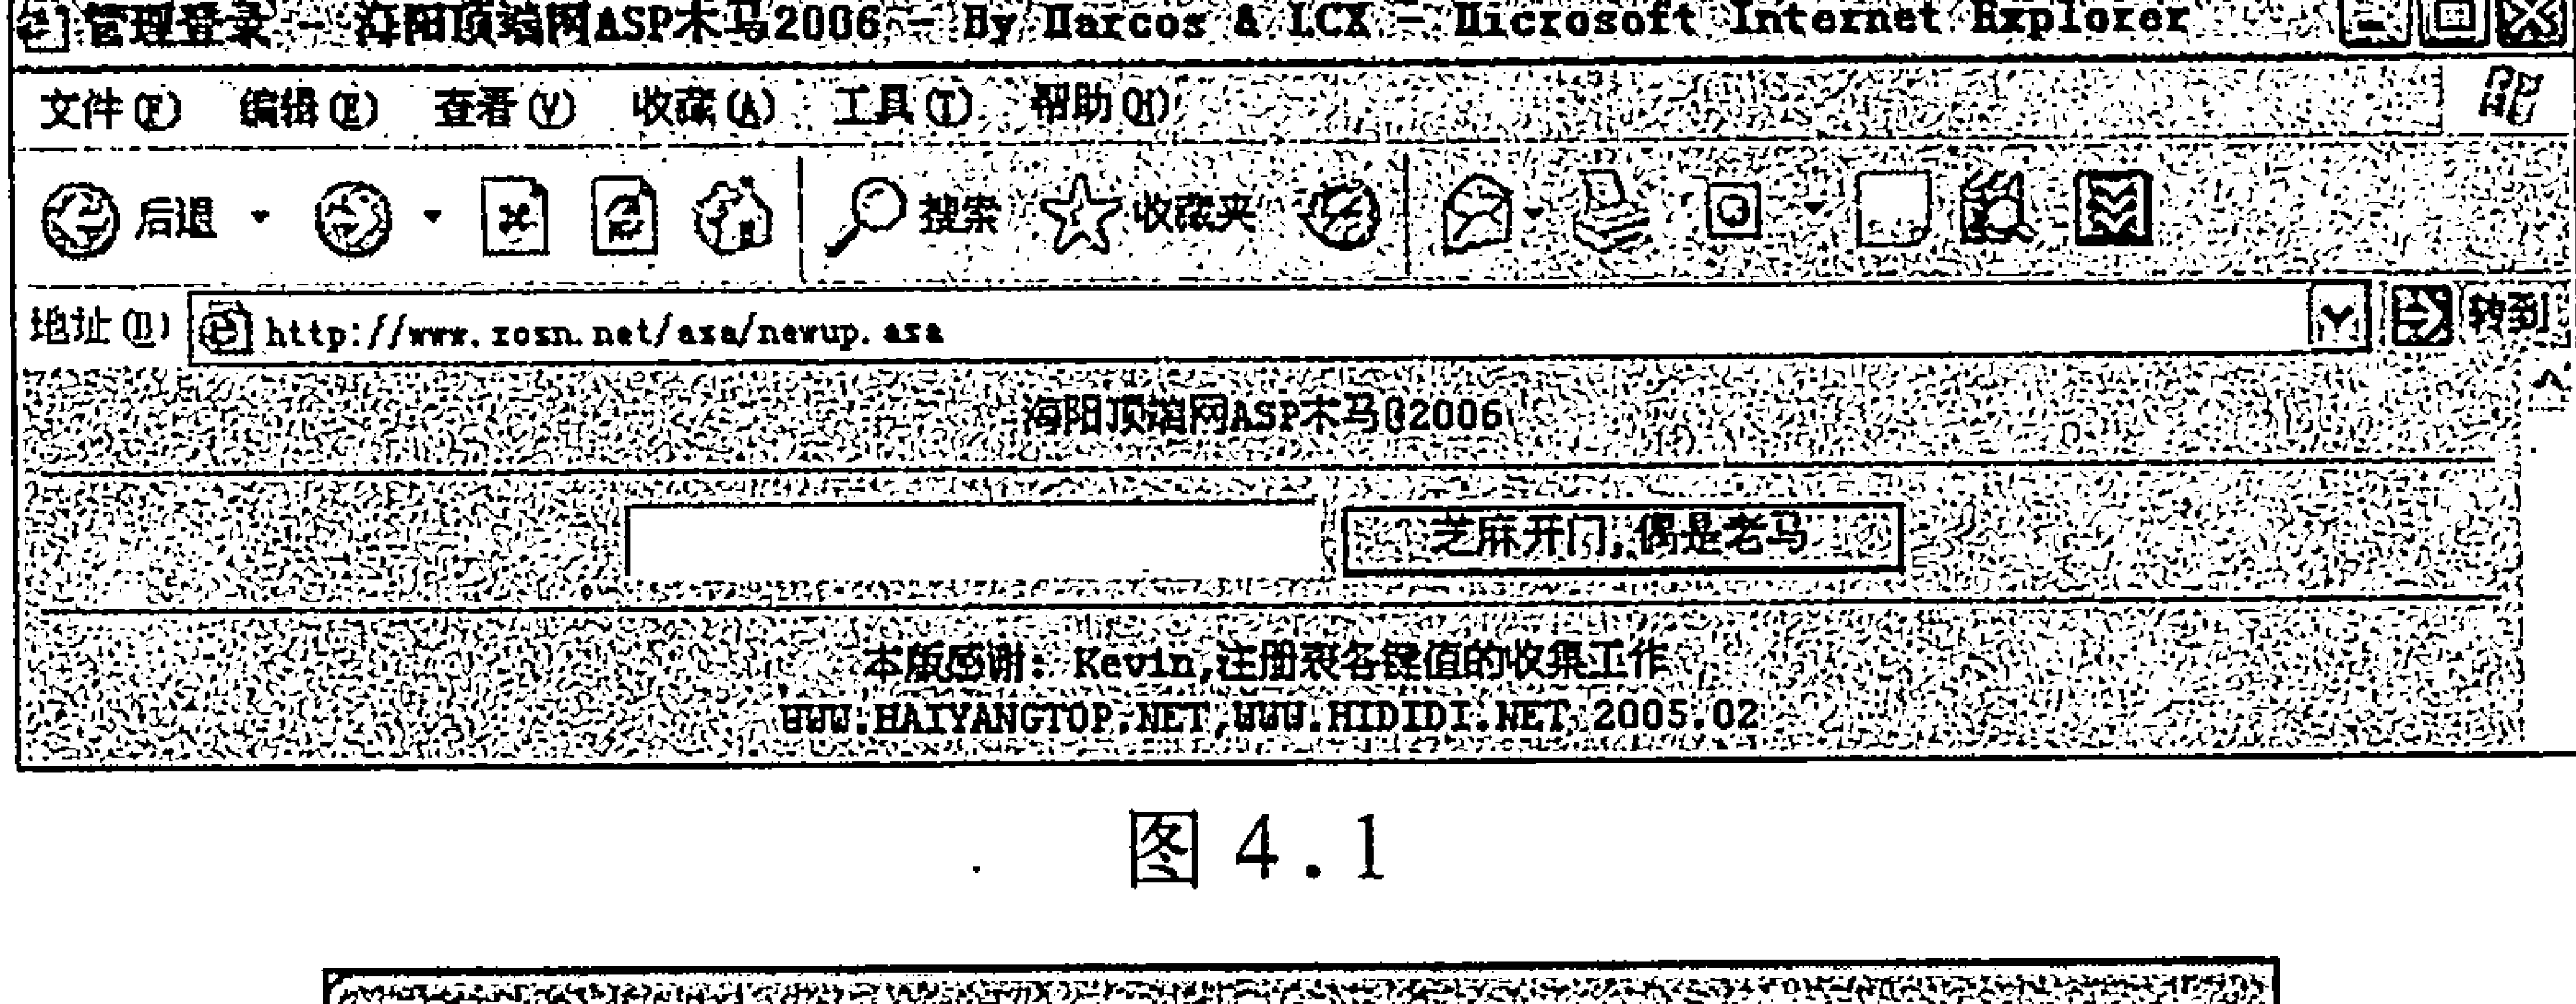 管理登录 - 海阳顶端网ASP木马2006 - By Marcos & LCX - Microsoft Internet Explorer
文件(F) 编辑(E) 查看(V) 收藏(A) 工具(T) 帮助(H)
后退 搜索 收藏夹
地址(D) http://www.rosn.net/asa/newup.asa 转到
海阳顶端网ASP木马@2006
芝麻开门,偶是老马
本版感谢: Kevin,注册表各键值的收集工作
WWW.HAIYANGTOP.NET,WWW.HIDIDI.NET 2005.02
图 4.1